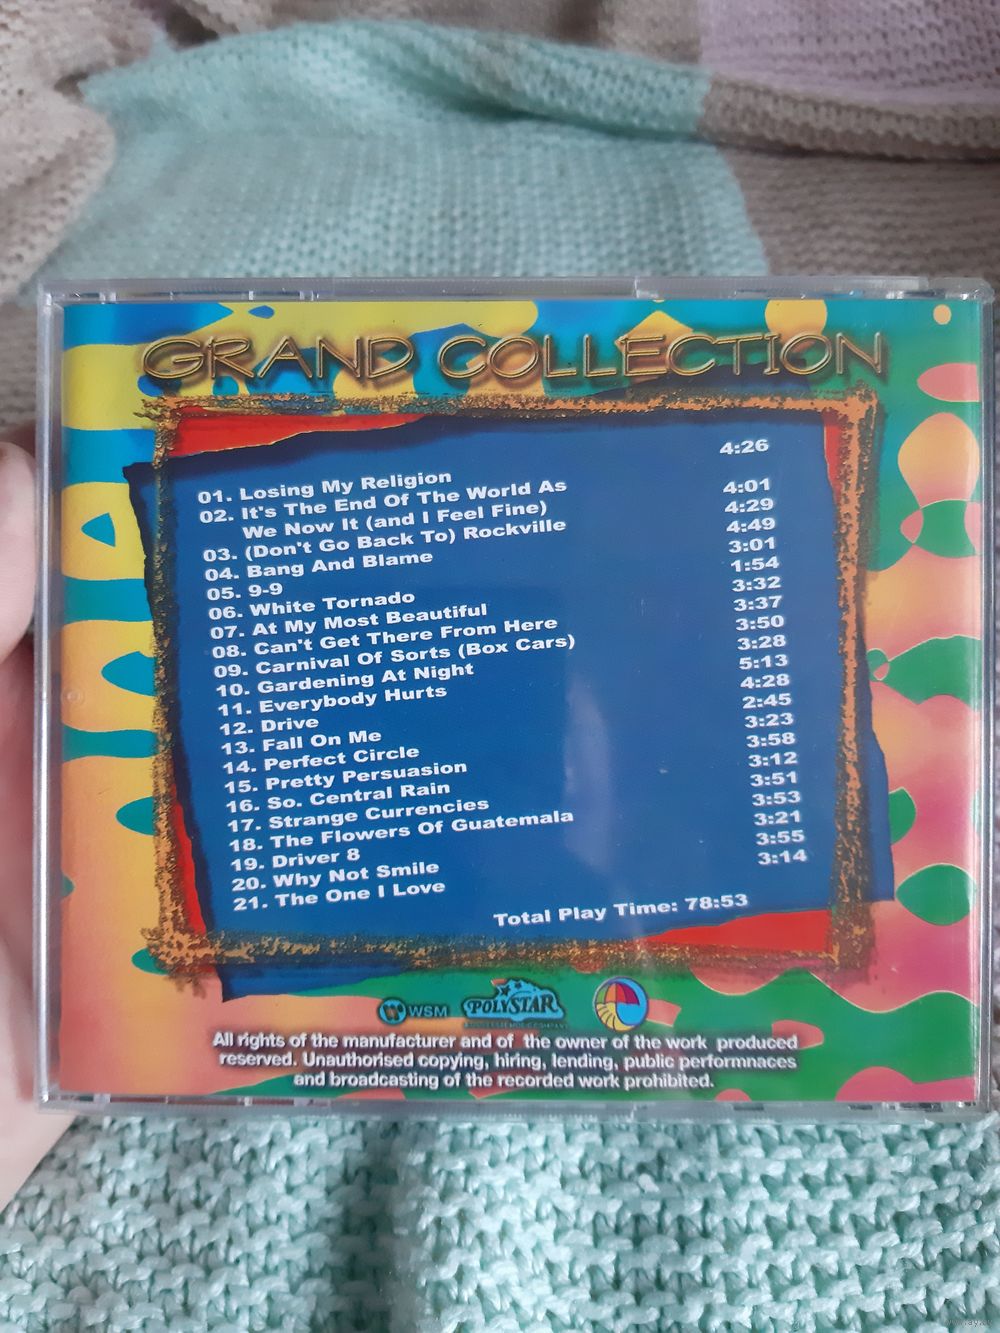 GRAND COLLECTION
01. Losing My Religion 4:26
02. It's The End Of The World As
We Now It (and I Feel Fine) 4:01
03. (Don't Go Back To) Rockville 4:29
04. Bang And Blame 4:49
05. 9-9 3:01
06. White Tornado 1:54
07. At My Most Beautiful 3:32
08. Can't Get There From Here 3:37
09. Carnival Of Sorts (Box Cars) 3:50
10. Gardening At Night 3:28
11. Everybody Hurts 5:13
12. Drive 4:28
13. Fall On Me 2:45
14. Perfect Circle 3:23
15. Pretty Persuasion 3:58
16. So. Central Rain 3:12
17. Strange Currencies 3:51
18. The Flowers Of Guatemala 3:53
19. Driver 8 3:21
20. Why Not Smile 3:55
21. The One I Love 3:14
Total Play Time: 78:53
WSM POLYSTAR
All rights of the manufacturer and of the owner of the work produced
reserved. Unauthorised copying, hiring, lending, public performnaces
and broadcasting of the recorded work prohibited.